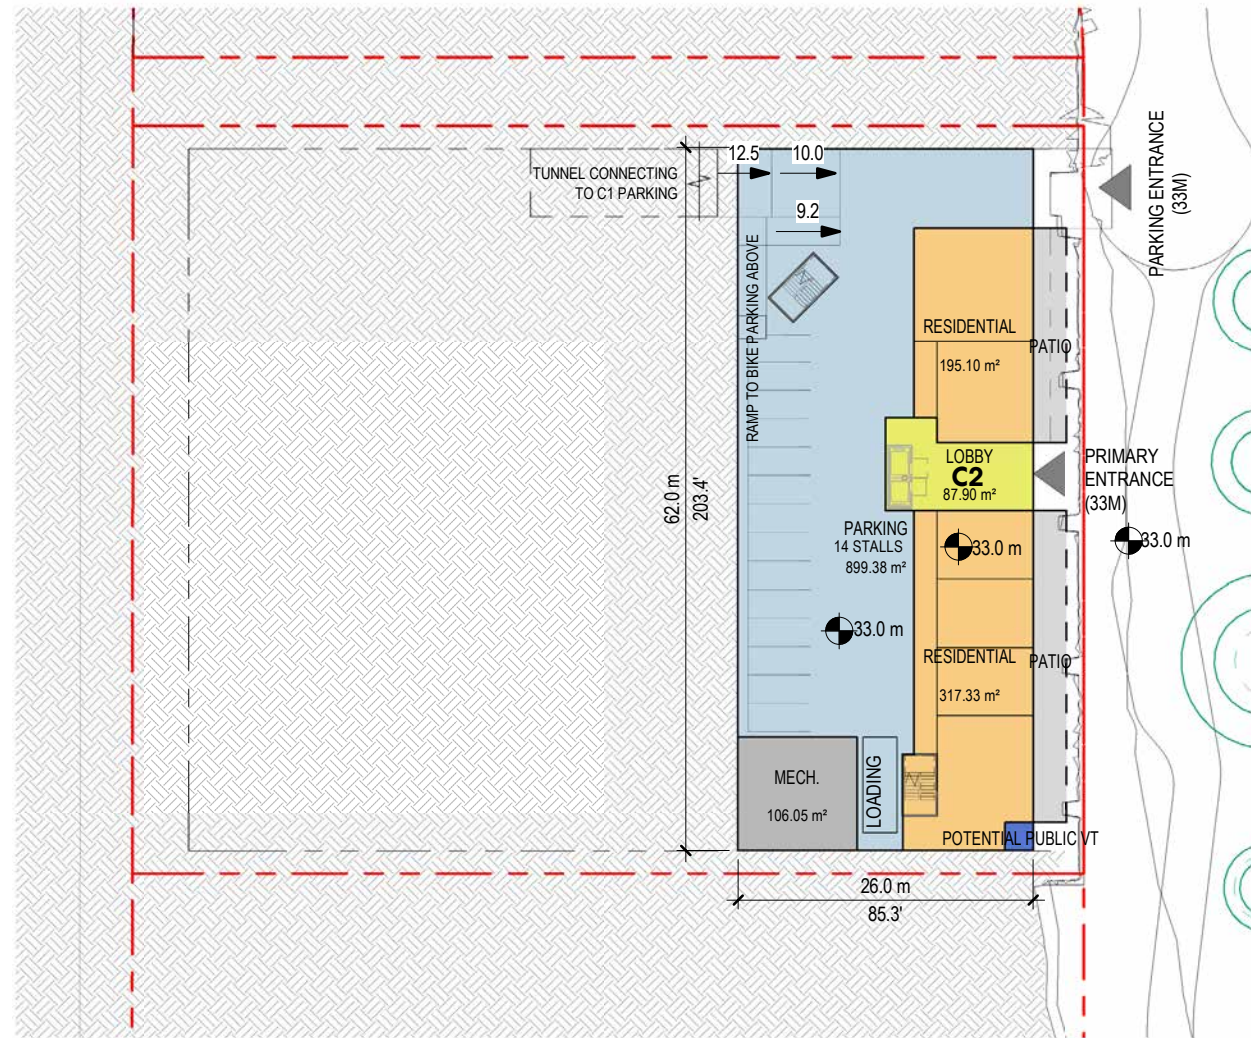 12.5
10.0
TUNNEL CONNECTING
TO C1 PARKING
9.2
PARKING ENTRANCE
(33M)
RAMP TO BIKE PARKING ABOVE
RESIDENTIAL
195.10 m²
PATIO
LOBBY
C2
87.90 m²
PRIMARY
ENTRANCE
(33M)
62.0 m
203.4'
PARKING
14 STALLS
899.38 m²
33.0 m
33.0 m
33.0 m
RESIDENTIAL
317.33 m²
PATIO
MECH.
106.05 m²
LOADING
POTENTIAL PUBLIC VT
26.0 m
85.3'